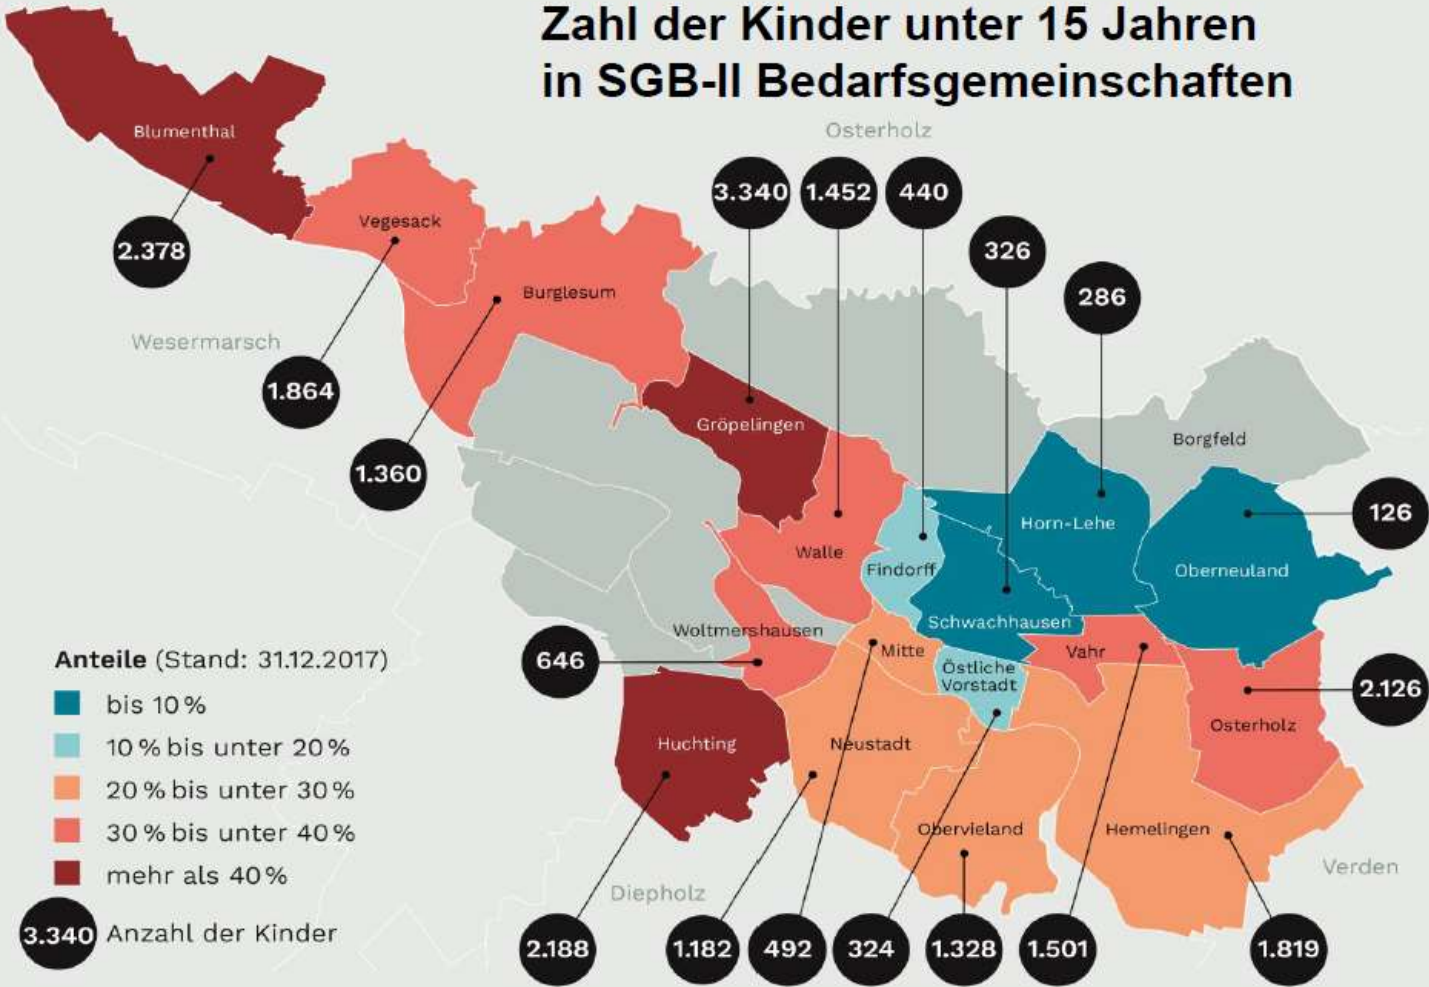 Zahl der Kinder unter 15 Jahren
in SGB-II Bedarfsgemeinschaften
Osterholz
Blumenthal
3.340
1.452
440
Vegesack
2.378
326
286
Burglesum
Wesermarsch
1.864
Gröpelingen
Borgfeld
1.360
126
Horn-Lehe
Walle
Findorff
Oberneuland
Schwachhausen
Woltmershausen
Mitte
Vahr
646
Östliche
Vorstadt
2.126
Osterholz
Huchting
Neustadt
Obervieland
Hemelingen
Verden
Diepholz
Anteile (Stand: 31.12.2017)
bis 10 %
10 % bis unter 20 %
20 % bis unter 30 %
30 % bis unter 40 %
mehr als 40 %
3.340 Anzahl der Kinder
2.188
1.182
492
324
1.328
1.501
1.819